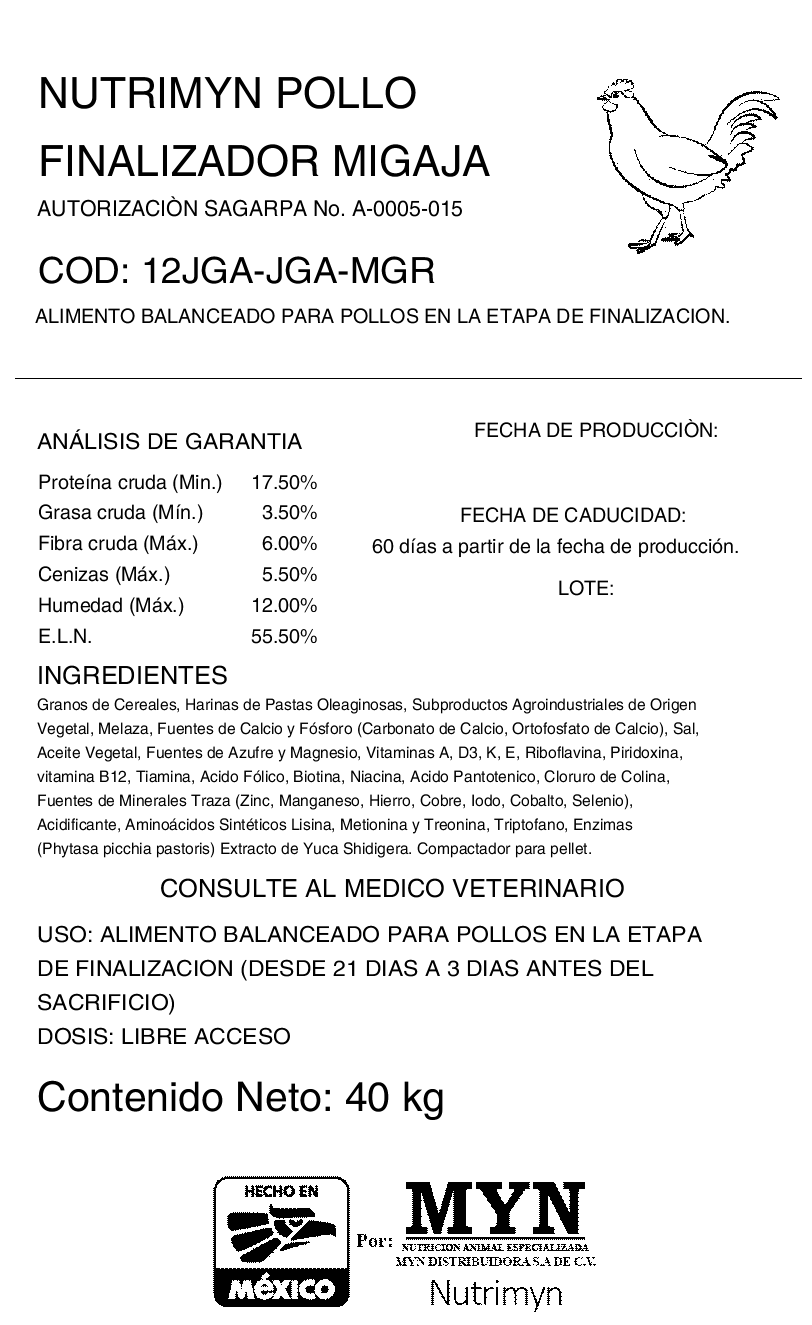 NUTRIMYN POLLO
FINALIZADOR MIGAJA
AUTORIZACIÒN SAGARPA No. A-0005-015
COD: 12JGA-JGA-MGR
ALIMENTO BALANCEADO PARA POLLOS EN LA ETAPA DE FINALIZACION.
ANÁLISIS DE GARANTIA
Proteína cruda (Min.) 17.50%
Grasa cruda (Mín.) 3.50%
Fibra cruda (Máx.) 6.00%
Cenizas (Máx.) 5.50%
Humedad (Máx.) 12.00%
E.L.N. 55.50%
FECHA DE PRODUCCIÒN:
FECHA DE CADUCIDAD:
60 días a partir de la fecha de producción.
LOTE:
INGREDIENTES
Granos de Cereales, Harinas de Pastas Oleaginosas, Subproductos Agroindustriales de Origen
Vegetal, Melaza, Fuentes de Calcio y Fósforo (Carbonato de Calcio, Ortofosfato de Calcio), Sal,
Aceite Vegetal, Fuentes de Azufre y Magnesio, Vitaminas A, D3, K, E, Riboflavina, Piridoxina,
vitamina B12, Tiamina, Acido Fólico, Biotina, Niacina, Acido Pantotenico, Cloruro de Colina,
Fuentes de Minerales Traza (Zinc, Manganeso, Hierro, Cobre, Iodo, Cobalto, Selenio),
Acidificante, Aminoácidos Sintéticos Lisina, Metionina y Treonina, Triptofano, Enzimas
(Phytasa picchia pastoris) Extracto de Yuca Shidigera. Compactador para pellet.
CONSULTE AL MEDICO VETERINARIO
USO: ALIMENTO BALANCEADO PARA POLLOS EN LA ETAPA
DE FINALIZACION (DESDE 21 DIAS A 3 DIAS ANTES DEL
SACRIFICIO)
DOSIS: LIBRE ACCESO
Contenido Neto: 40 kg
HECHO EN
MéXICO
Por:
MYN
NUTRICION ANIMAL ESPECIALIZADA
MYN DISTRIBUIDORA S.A DE C.V.
Nutrimyn